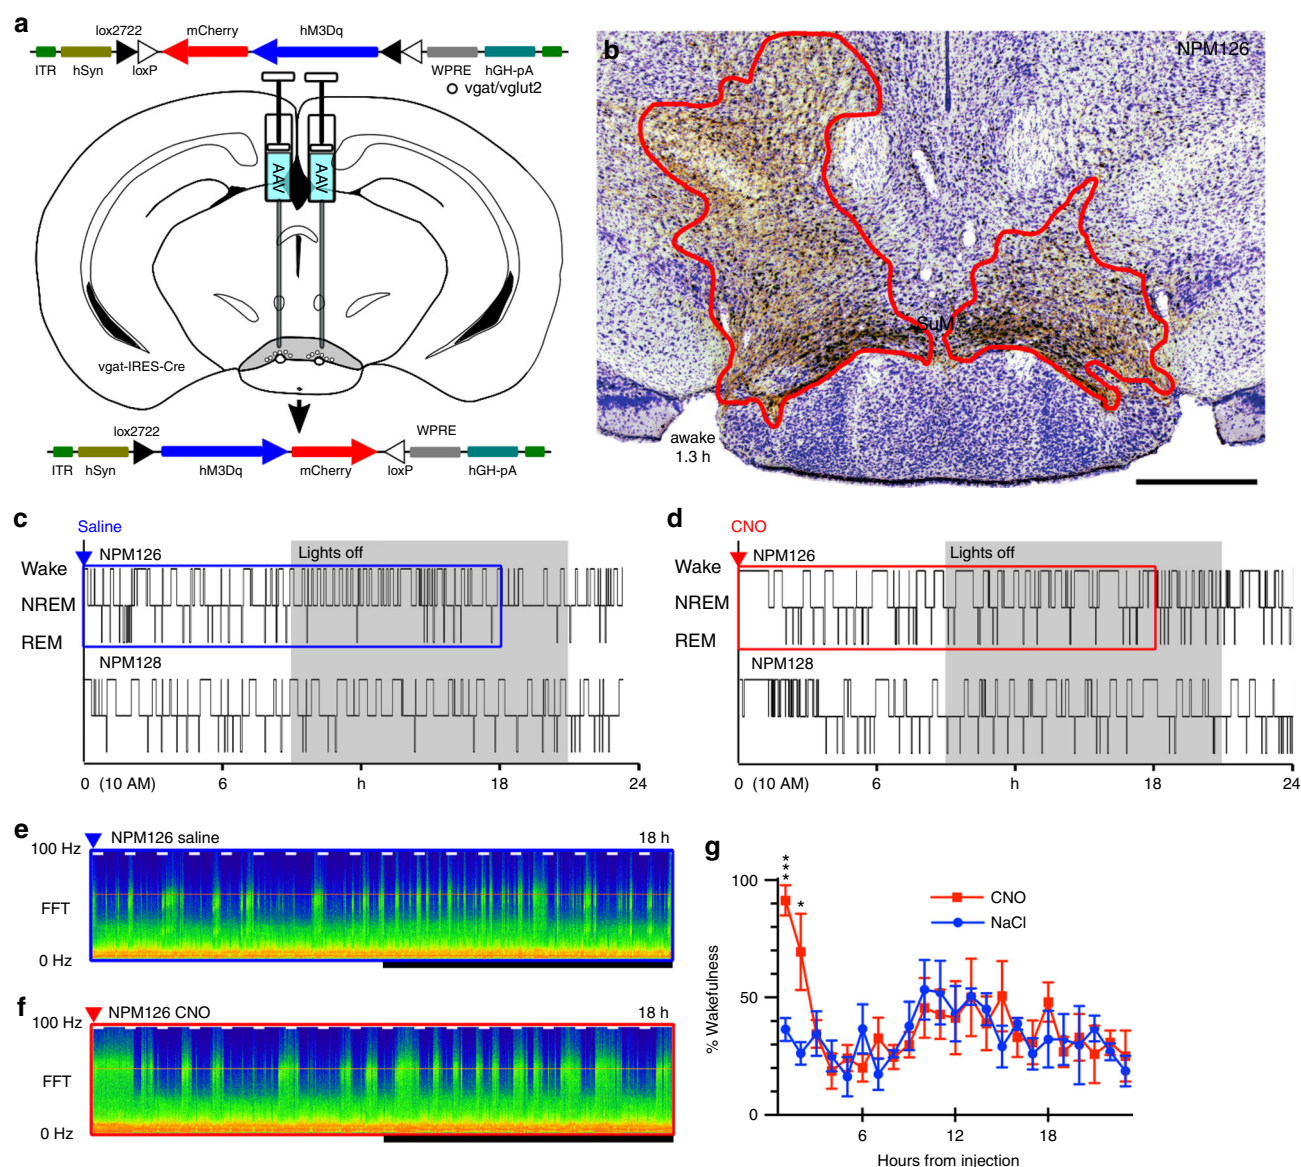 a
lox2722
mCherry
hM3Dq
ITR
hSyn
loxP
WPRE
hGH-pA
vgat/vglut2
AAV
AAV
vgat-IRES-Cre
lox2722
WPRE
ITR
hSyn
hM3Dq
mCherry
loxP
hGH-pA
b
NPM126
SuM
awake
1.3 h
c
Saline
NPM126
Lights off
Wake
NREM
REM
NPM128
0 (10 AM) 6 h 18 24
d
CNO
NPM126
Lights off
Wake
NREM
REM
NPM128
0 (10 AM) 6 h 18 24
e
NPM126 saline 18 h
100 Hz
FFT
0 Hz
f
NPM126 CNO 18 h
100 Hz
FFT
0 Hz
g
***
*
100
50
0
% Wakefulness
CNO
NaCl
6 12 18
Hours from injection